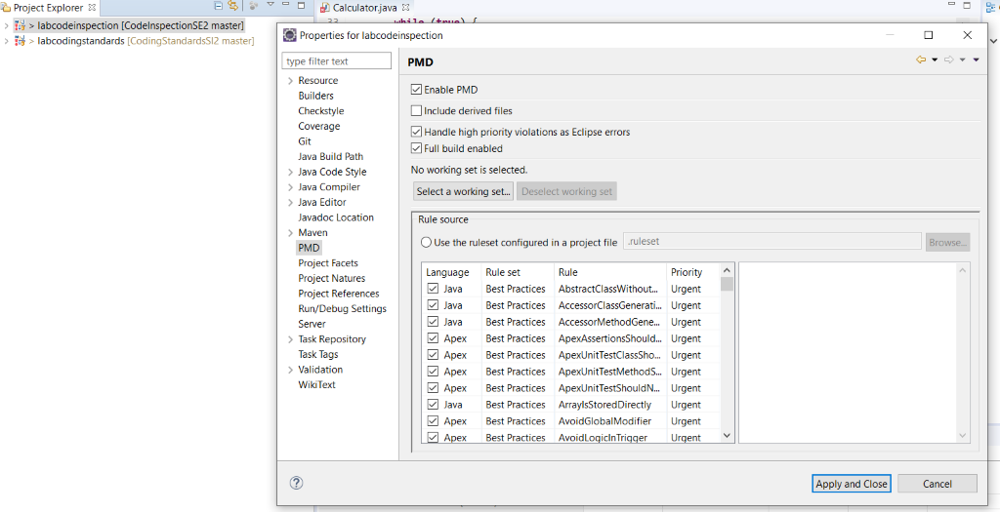 Project Explorer
> labcodeinspection [CodeInspectionSE2 master]
> labcodingstandards [CodingStandardsSI2 master]
Calculator.java
33 while (true) {
Properties for labcodeinspection
type filter text
Resource
Builders
Checkstyle
Coverage
Git
Java Build Path
Java Code Style
Java Compiler
Java Editor
Javadoc Location
Maven
PMD
Project Facets
Project Natures
Project References
Run/Debug Settings
Server
Task Repository
Task Tags
Validation
WikiText
PMD
Enable PMD
Include derived files
Handle high priority violations as Eclipse errors
Full build enabled
No working set is selected.
Select a working set... Deselect working set
Rule source
Use the ruleset configured in a project file .ruleset Browse...
Language Rule set Rule Priority
Java Best Practices AbstractClassWithout... Urgent
Java Best Practices AccessorClassGenerati... Urgent
Java Best Practices AccessorMethodGene... Urgent
Apex Best Practices ApexAssertionsShould... Urgent
Apex Best Practices ApexUnitTestClassSho... Urgent
Apex Best Practices ApexUnitTestMethodS... Urgent
Apex Best Practices ApexUnitTestShouldN... Urgent
Java Best Practices ArrayIsStoredDirectly Urgent
Apex Best Practices AvoidGlobalModifier Urgent
Apex Best Practices AvoidLogicInTrigger Urgent
Apply and Close Cancel